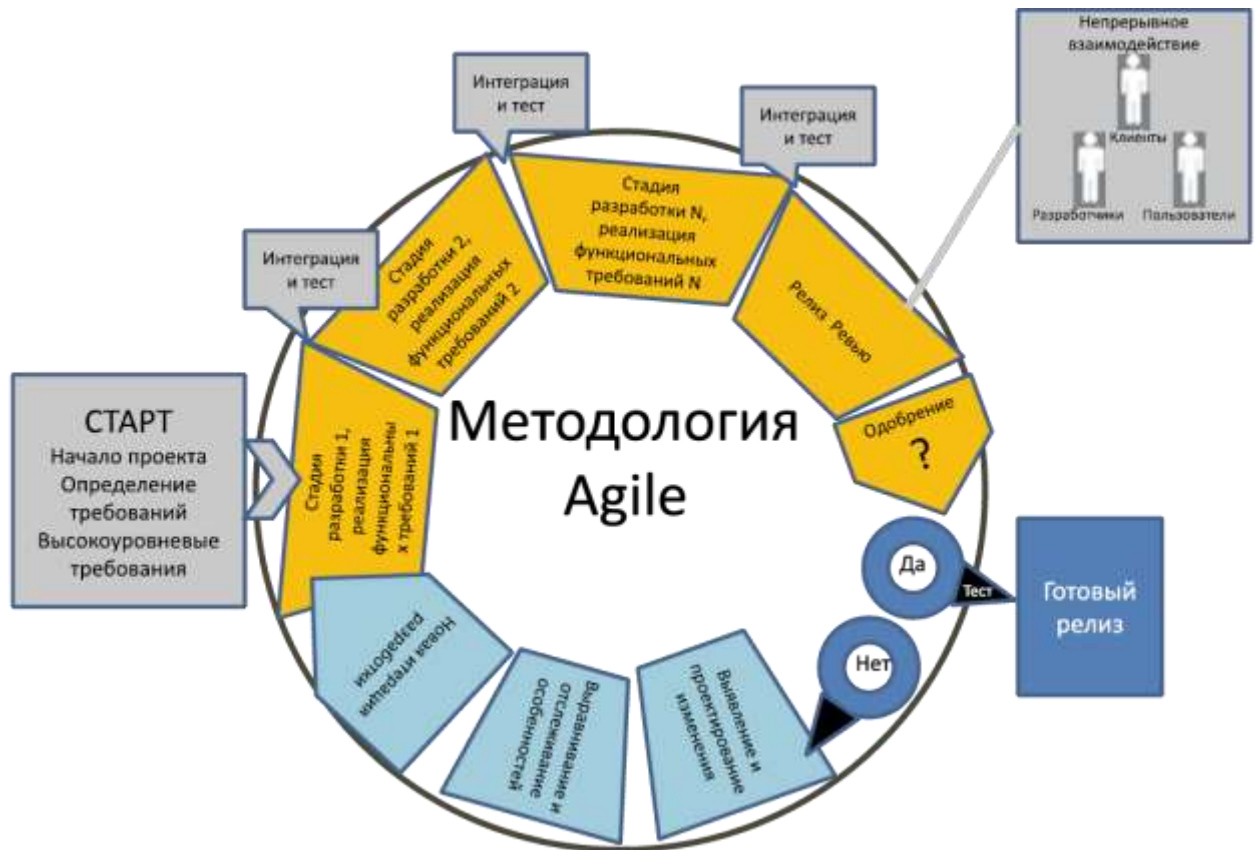 Непрерывное
взаимодействие
Клиенты
Разработчики
Пользователи
Интеграция
и тест
Интеграция
и тест
Интеграция
и тест
Стадия
разработки N,
реализация
функциональных
требований N
Стадия
разработки 2,
реализация
функциональных
требований 2
Релиз Ревью
Одобрение
?
СТАРТ
Начало проекта
Определение
требований
Высокоуровневые
требования
Стадия
разработки 1,
реализация
функциональны
х требований 1
Методология
Agile
Да
Тест
Готовый
релиз
Нет
Выявление и
проектирование
изменения
Выравнивание и
отслеживание
особенностей
Новая итерация
разработки